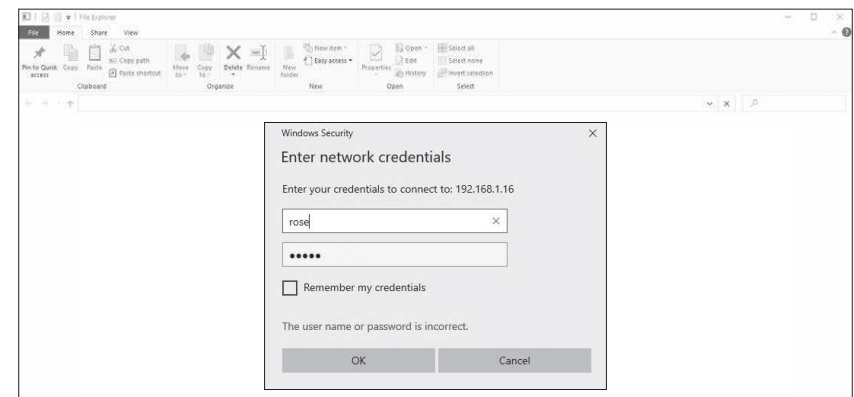 File Explorer
File Home Share View
Pin to Quick access
Copy
Paste
Cut
Copy path
Paste shortcut
Clipboard
Move to
Copy to
Delete
Rename
Organize
New folder
New item
Easy access
New
Properties
Open
Edit
History
Open
Select all
Select none
Invert selection
Select
Windows Security
Enter network credentials
Enter your credentials to connect to: 192.168.1.16
rose
•••••
Remember my credentials
The user name or password is incorrect.
OK Cancel